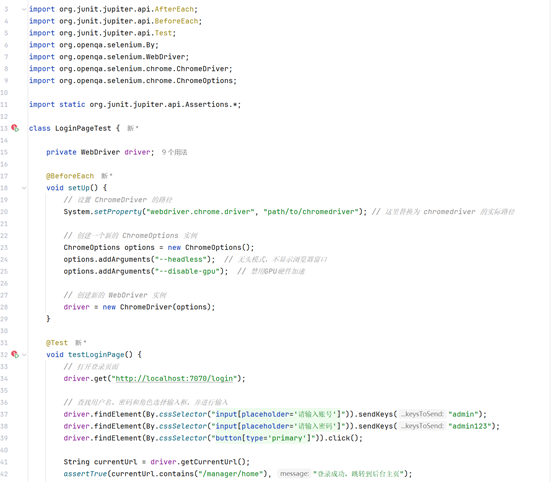 3 import org.junit.jupiter.api.AfterEach;
4 import org.junit.jupiter.api.BeforeEach;
5 import org.junit.jupiter.api.Test;
6 import org.openqa.selenium.By;
7 import org.openqa.selenium.WebDriver;
8 import org.openqa.selenium.chrome.ChromeDriver;
9 import org.openqa.selenium.chrome.ChromeOptions;
10
11 import static org.junit.jupiter.api.Assertions.*;
12
13 class LoginPageTest { 新 *
14
15 private WebDriver driver; 9 个用法
16
17 @BeforeEach 新 *
18 void setUp() {
19 // 设置 ChromeDriver 的路径
20 System.setProperty("webdriver.chrome.driver", "path/to/chromedriver"); // 这里替换为 chromedriver 的实际路径
21
22 // 创建一个新的 ChromeOptions 实例
23 ChromeOptions options = new ChromeOptions();
24 options.addArguments("--headless"); // 无头模式，不显示浏览器窗口
25 options.addArguments("--disable-gpu"); // 禁用GPU硬件加速
26
27 // 创建新的 WebDriver 实例
28 driver = new ChromeDriver(options);
29 }
30
31 @Test 新 *
32 void testLoginPage() {
33 // 打开登录页面
34 driver.get("http://localhost:7070/login");
35
36 // 查找用户名、密码和角色选择输入框，并进行输入
37 driver.findElement(By.cssSelector("input[placeholder='请输入账号']")).sendKeys( ...keysToSend: "admin");
38 driver.findElement(By.cssSelector("input[placeholder='请输入密码']")).sendKeys( ...keysToSend: "admin123");
39 driver.findElement(By.cssSelector("button[type='primary']")).click();
40
41 String currentUrl = driver.getCurrentUrl();
42 assertTrue(currentUrl.contains("/manager/home"), message: "登录成功，跳转到后台主页");